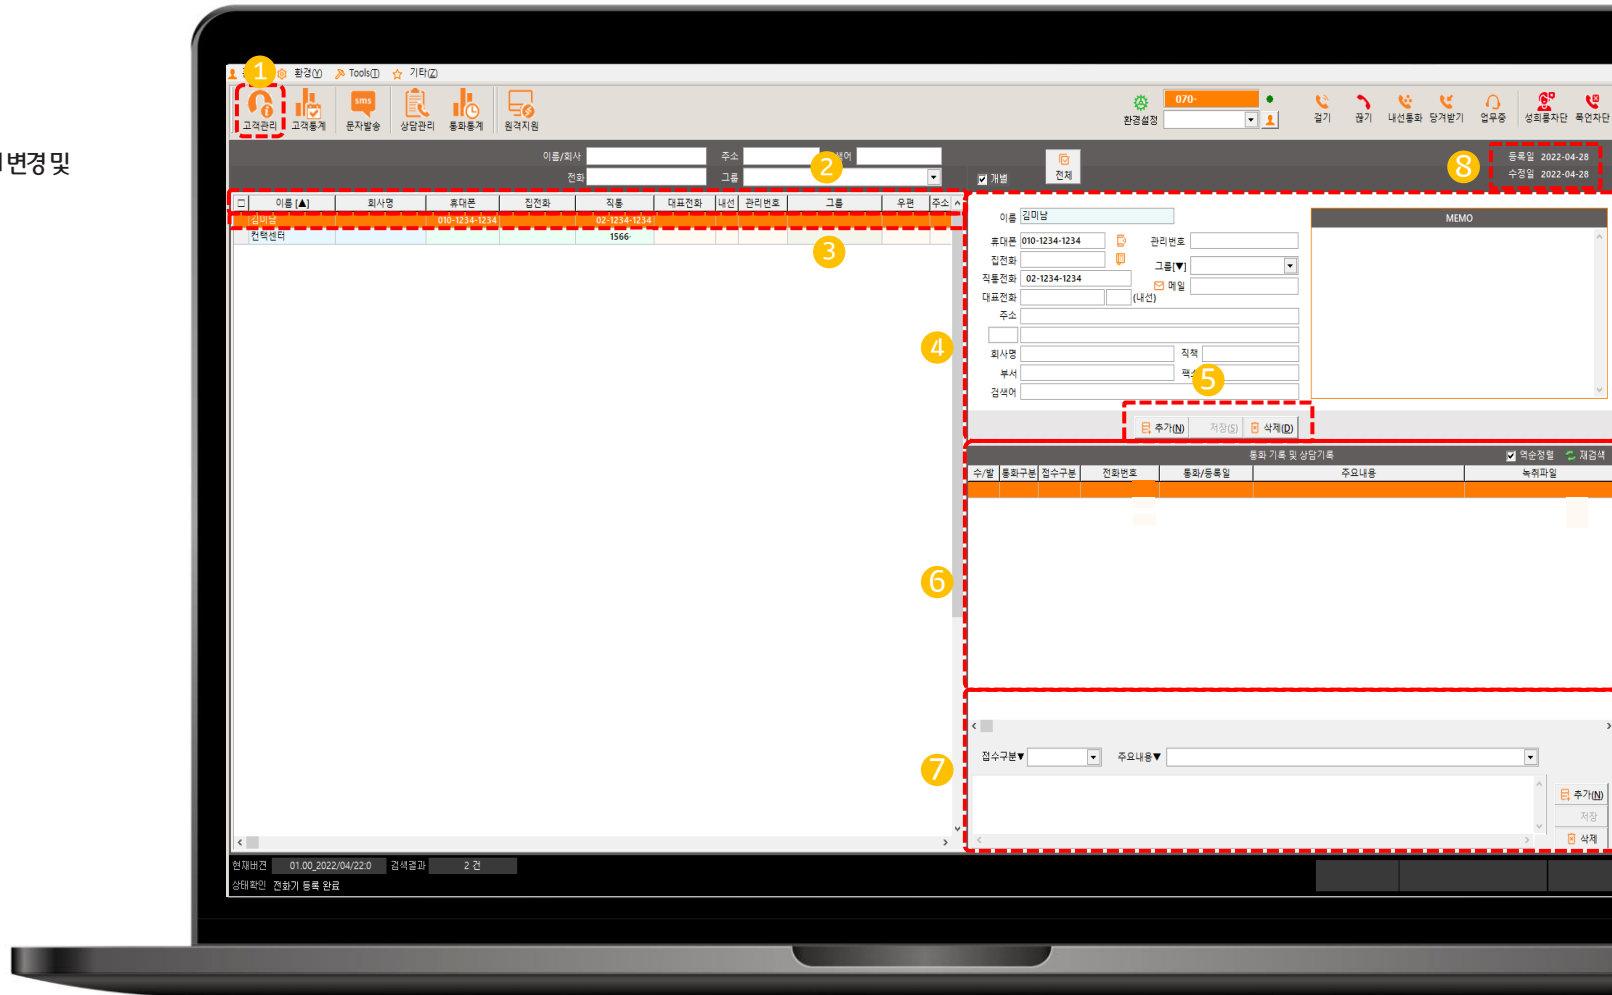 변경 및
1
환경(Y) Tools(T) 기타(Z)
고객관리 고객통계 sms 문자발송 상담관리 통화통계 원격지원
환경설정 070- 걸기 끊기 내선통화 당겨받기 업무중 성희롱차단 폭언차단
이름/회사 주소 색어
전화 그룹
2
개별 전체
8
등록일 2022-04-28
수정일 2022-04-28
이름 [▲] 회사명 휴대폰 집전화 직통 대표전화 내선 관리번호 그룹 우편 주소
김미남 010-1234-1234 02-1234-1234
컨택센터 1566-
3
4
이름 김미남
MEMO
휴대폰 010-1234-1234 관리번호
집전화 그룹[▼]
직통전화 02-1234-1234 메일
대표전화 (내선)
주소
회사명 직책
부서 팩스
5
검색어
추가(N) 저장(S) 삭제(D)
통화 기록 및 상담기록 역순정렬 재검색
수/발 통화구분 접수구분 전화번호 통화/등록일 주요내용 녹취파일
6
7
접수구분▼ 주요내용▼
추가(N)
저장
삭제
현재버전 01.00_2022/04/22:0 검색결과 2 건
상태확인 전화기 등록 완료